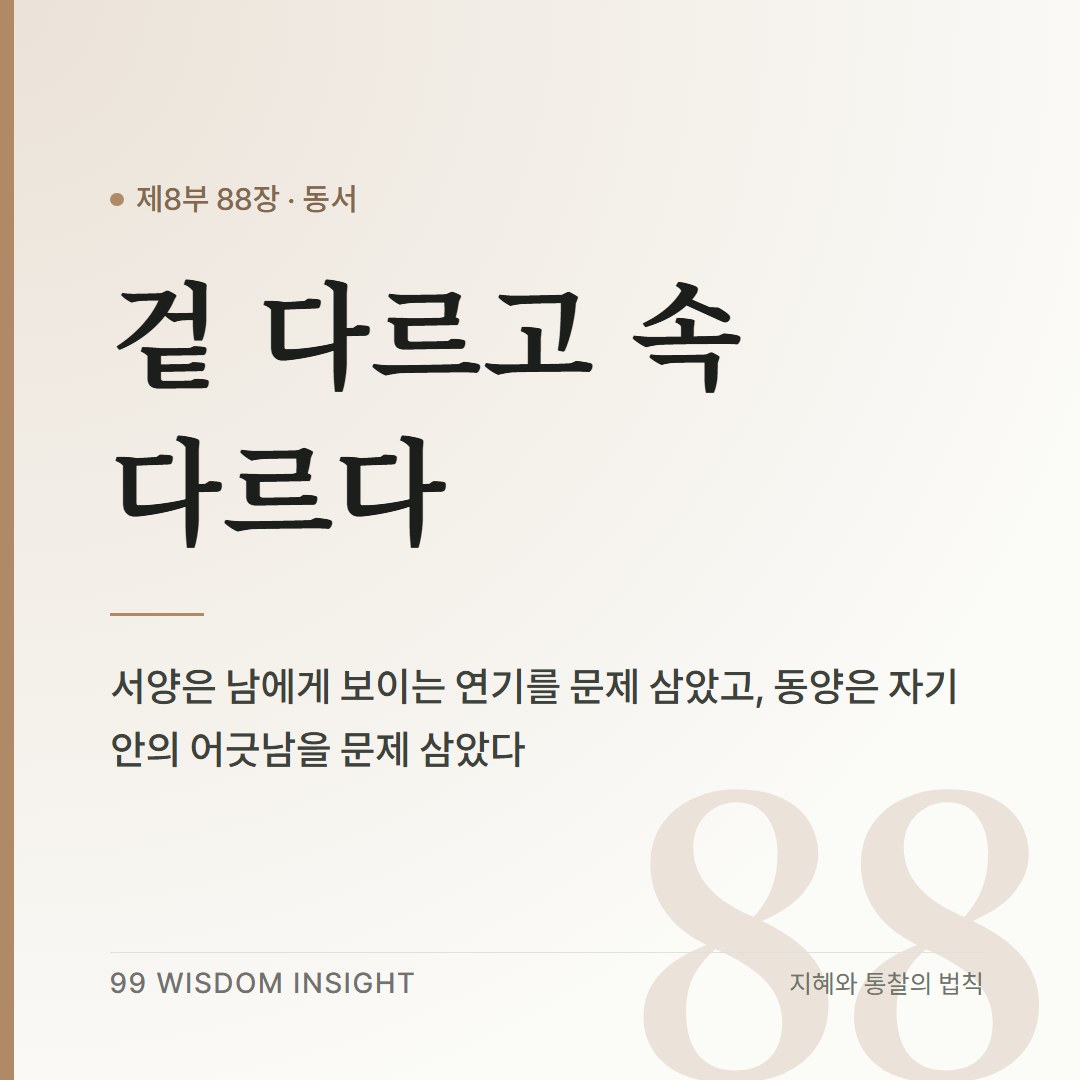 제8부 88장 · 동서
겉 다르고 속
다르다
서양은 남에게 보이는 연기를 문제 삼았고, 동양은 자기
안의 어긋남을 문제 삼았다
88
99 WISDOM INSIGHT
지혜와 통찰의 법칙